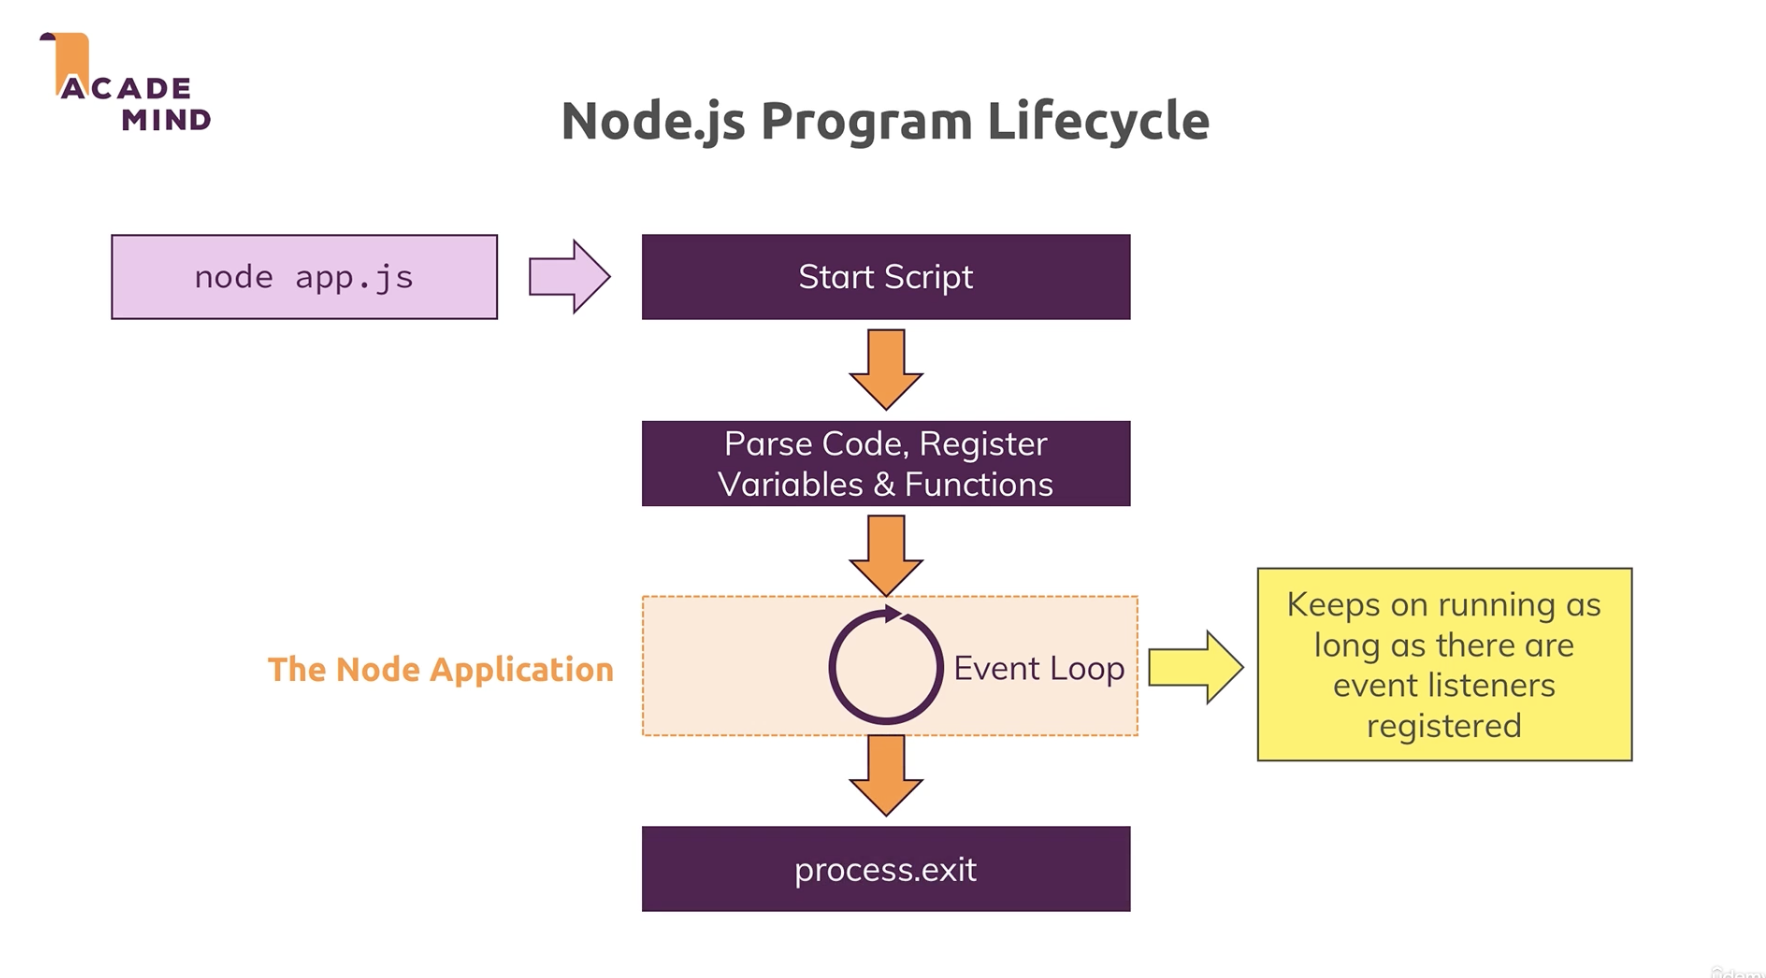 ACADE
MIND
Node.js Program Lifecycle
node app.js
Start Script
Parse Code, Register
Variables & Functions
The Node Application
Event Loop
Keeps on running as
long as there are
event listeners
registered
process.exit